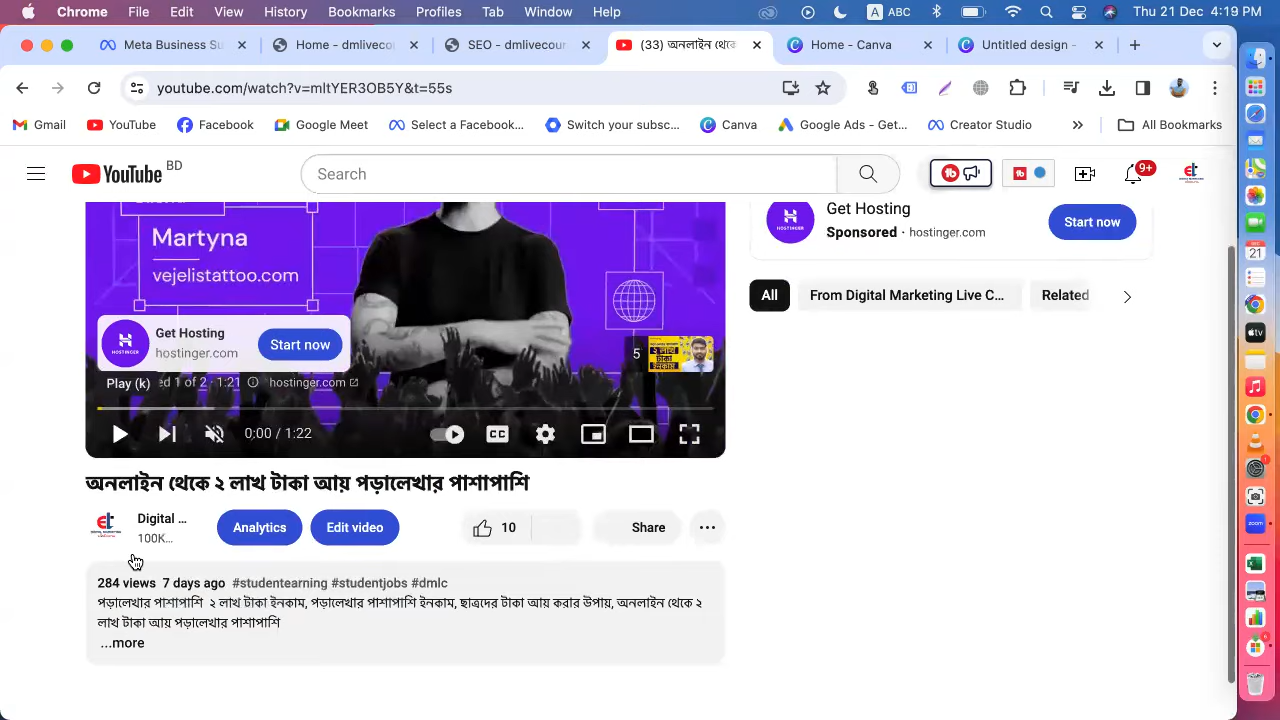 Chrome File Edit View History Bookmarks Profiles Tab Window Help A ABC Thu 21 Dec 4:19 PM
Meta Business Su Home - dmliveco SEO - dmlivecour (33) অনলাইন থেকে Home - Canva Untitled design -
youtube.com/watch?v=mltYER3OB5Y&t=55s
Gmail YouTube Facebook Google Meet Select a Facebook... Switch your subsc... Canva Google Ads - Get... Creator Studio All Bookmarks
YouTube BD Search 9+
Get Hosting
Sponsored · hostinger.com
Start now
Martyna
vejelistattoo.com
All From Digital Marketing Live C... Related
Get Hosting
hostinger.com
Start now
5
Play (k) ed 1 of 2 · 1:21 hostinger.com
0:00 / 1:22 CC
অনলাইন থেকে ২ লাখ টাকা আয় পড়ালেখার পাশাপাশি
Digital ...
100K...
Analytics Edit video 10 Share
284 views 7 days ago #studentearning #studentjobs #dmlc
পড়ালেখার পাশাপাশি ২ লাখ টাকা ইনকাম, পড়ালেখার পাশাপাশি ইনকাম, ছাত্রদের টাকা আয় করার উপায়, অনলাইন থেকে ২
লাখ টাকা আয় পড়ালেখার পাশাপাশি
...more